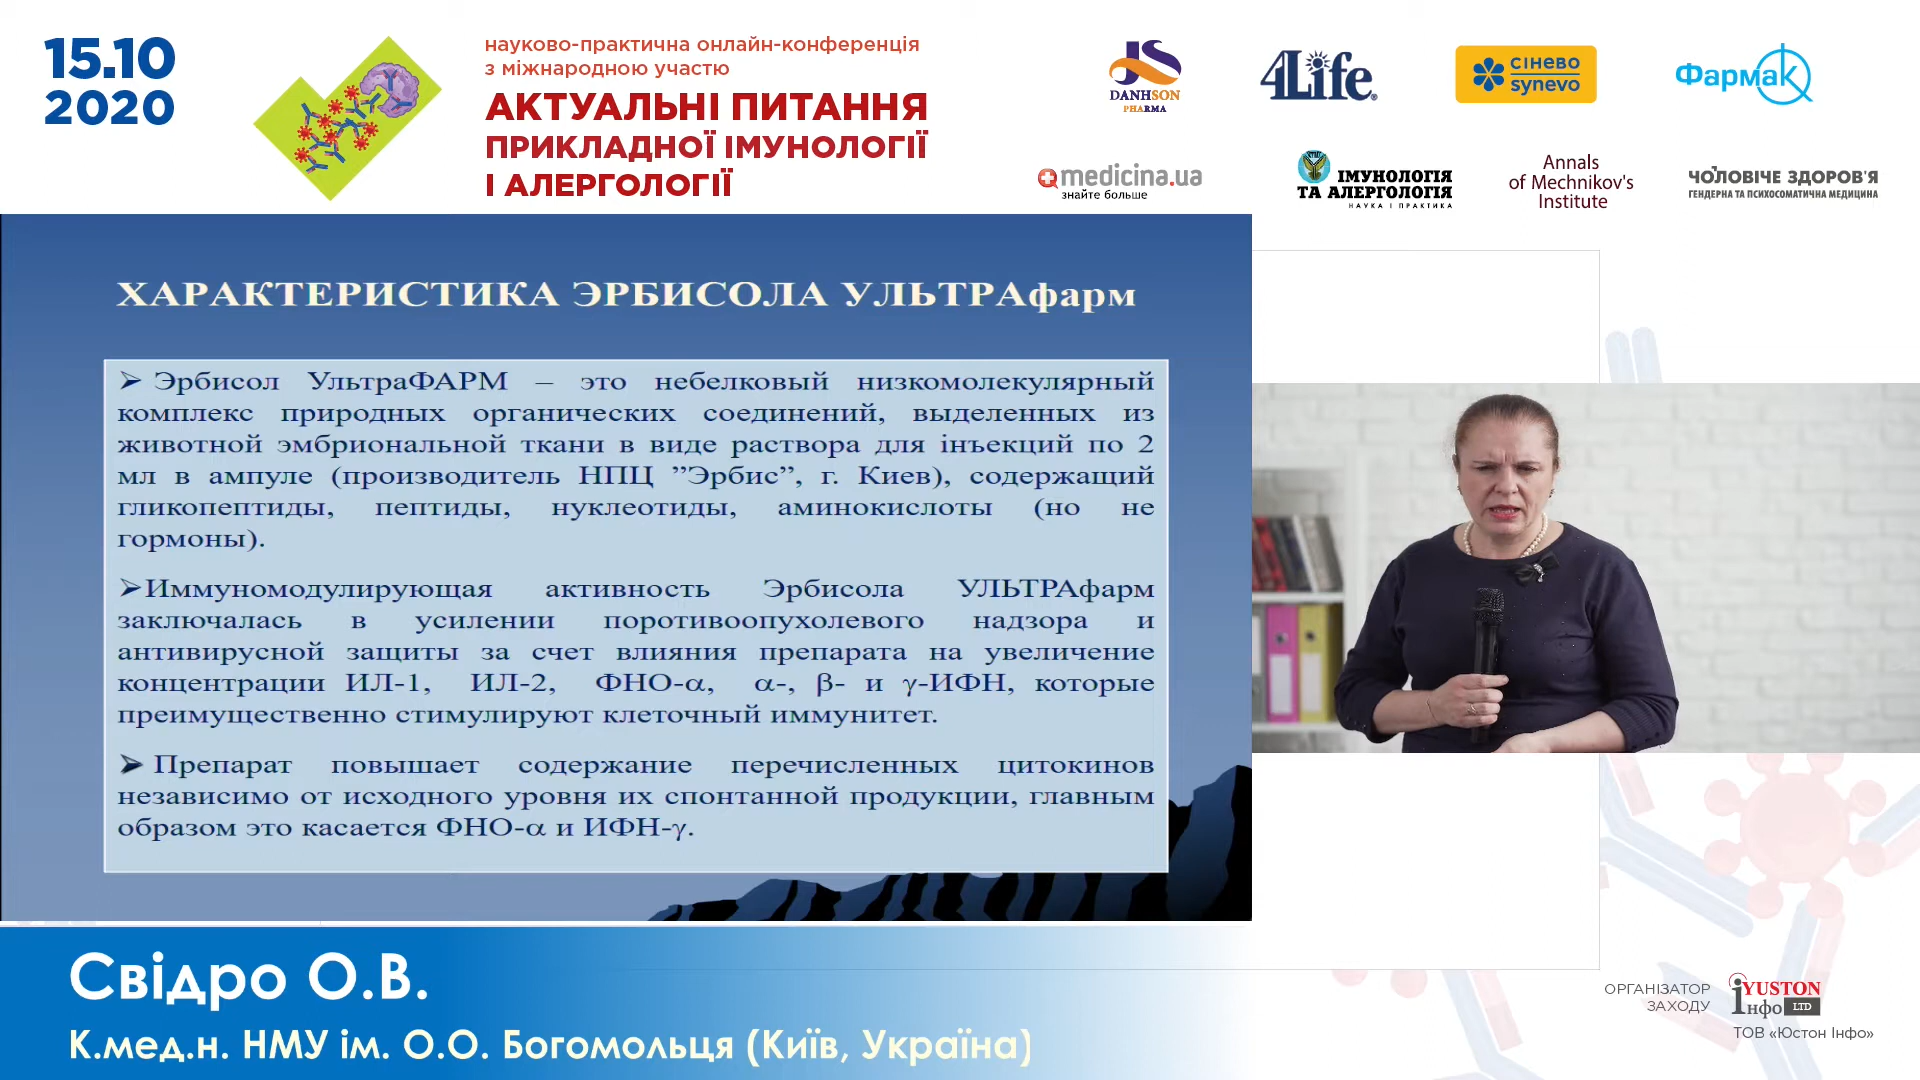 15.10
2020
науково-практична онлайн-конференція
з міжнародною участю
АКТУАЛЬНІ ПИТАННЯ
ПРИКЛАДНОЇ ІМУНОЛОГІЇ
І АЛЕРГОЛОГІЇ
DANHSON
PHARMA
4Life®
сінево
synevo
Фармак
medicina.ua
знайте больше
ІМУНОЛОГІЯ
ТА АЛЕРГОЛОГІЯ
НАУКА І ПРАКТИКА
Annals
of Mechnikov's
Institute
ЧОЛОВІЧЕ ЗДОРОВ'Я
ГЕНДЕРНА ТА ПСИХОСОМАТИЧНА МЕДИЦИНА
ХАРАКТЕРИСТИКА ЭРБИСОЛА УЛЬТРАфарм
➢ Эрбисол УльтраФАРМ – это небелковый низкомолекулярный
комплекс природных органических соединений, выделенных из
животной эмбриональной ткани в виде раствора для інъекций по 2
мл в ампуле (производитель НПЦ ”Эрбис”, г. Киев), содержащий
гликопептиды, пептиды, нуклеотиды, аминокислоты (но не
гормоны).
➢Иммуномодулирующая активность Эрбисола УЛЬТРАфарм
заключалась в усилении поротивоопухолевого надзора и
антивирусной защиты за счет влияния препарата на увеличение
концентрации ИЛ-1, ИЛ-2, ФНО-α, α-, β- и γ-ИФН, которые
преимущественно стимулируют клеточный иммунитет.
➢ Препарат повышает содержание перечисленных цитокинов
независимо от исходного уровня их спонтанной продукции, главным
образом это касается ФНО-α и ИФН-γ.
Свідро О.В.
К.мед.н. НМУ ім. О.О. Богомольця (Київ, Україна)
ОРГАНІЗАТОР
ЗАХОДУ
YUSTON
iнфо LTD
ТОВ «Юстон Інфо»